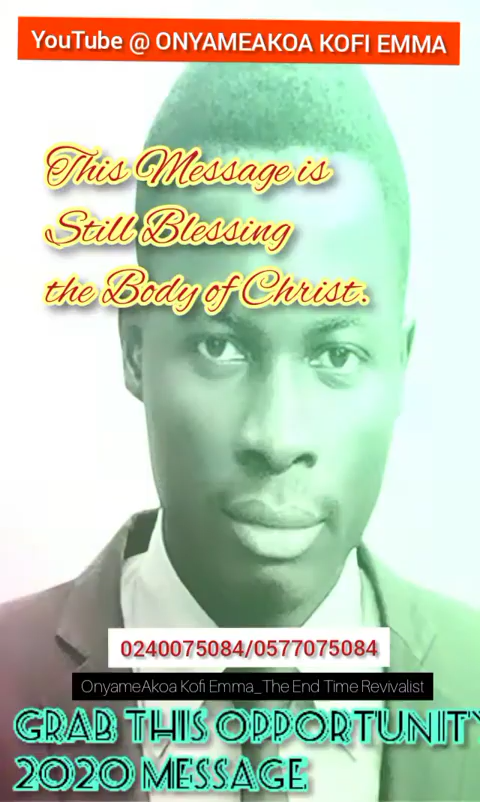 YouTube @ ONYAMEAKOA KOFI EMMA
This Message is
Still Blessing
the Body of Christ.
0240075084/0577075084
OnyameAkoa Kofi Emma_The End Time Revivalist
GRAB THIS OPPORTUNITY
2020 MESSAGE